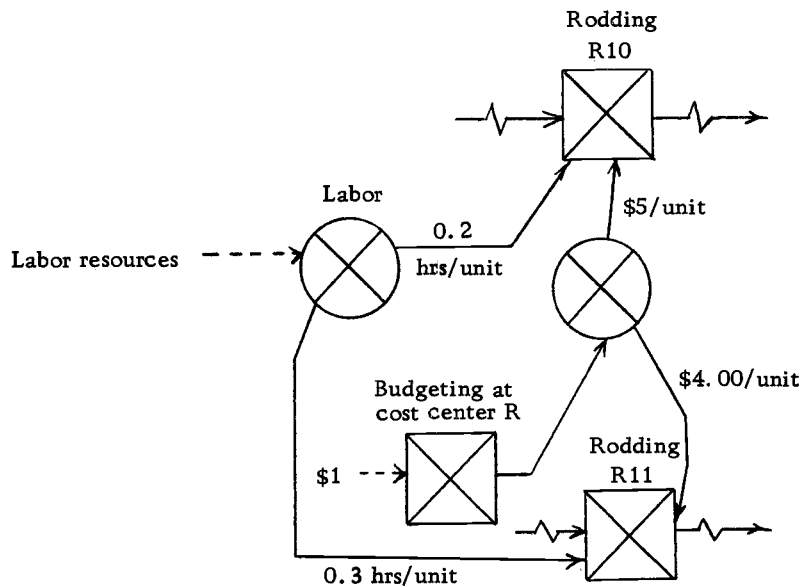 Rodding
R10
Labor
$5/unit
0.2
hrs/unit
Labor resources
$4.00/unit
Budgeting at
cost center R
Rodding
R11
$1
0.3 hrs/unit